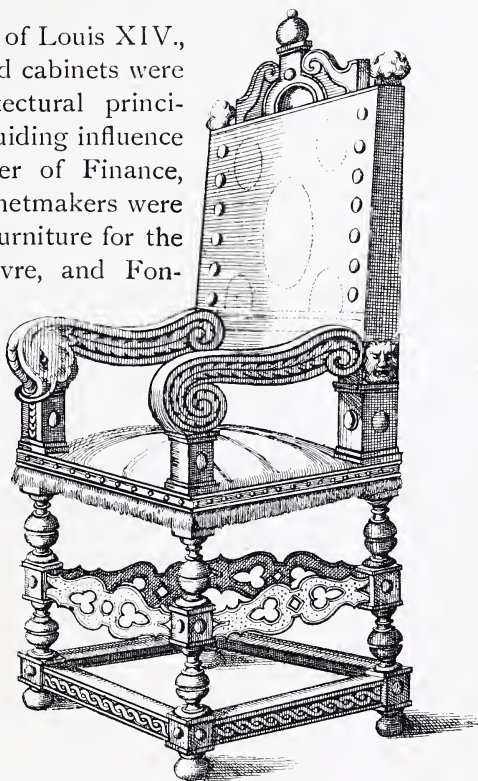 of Louis XIV.,
d cabinets were
tectural princi-
uiding influence
er of Finance,
netmakers were
urniture for the
vre, and Fon-